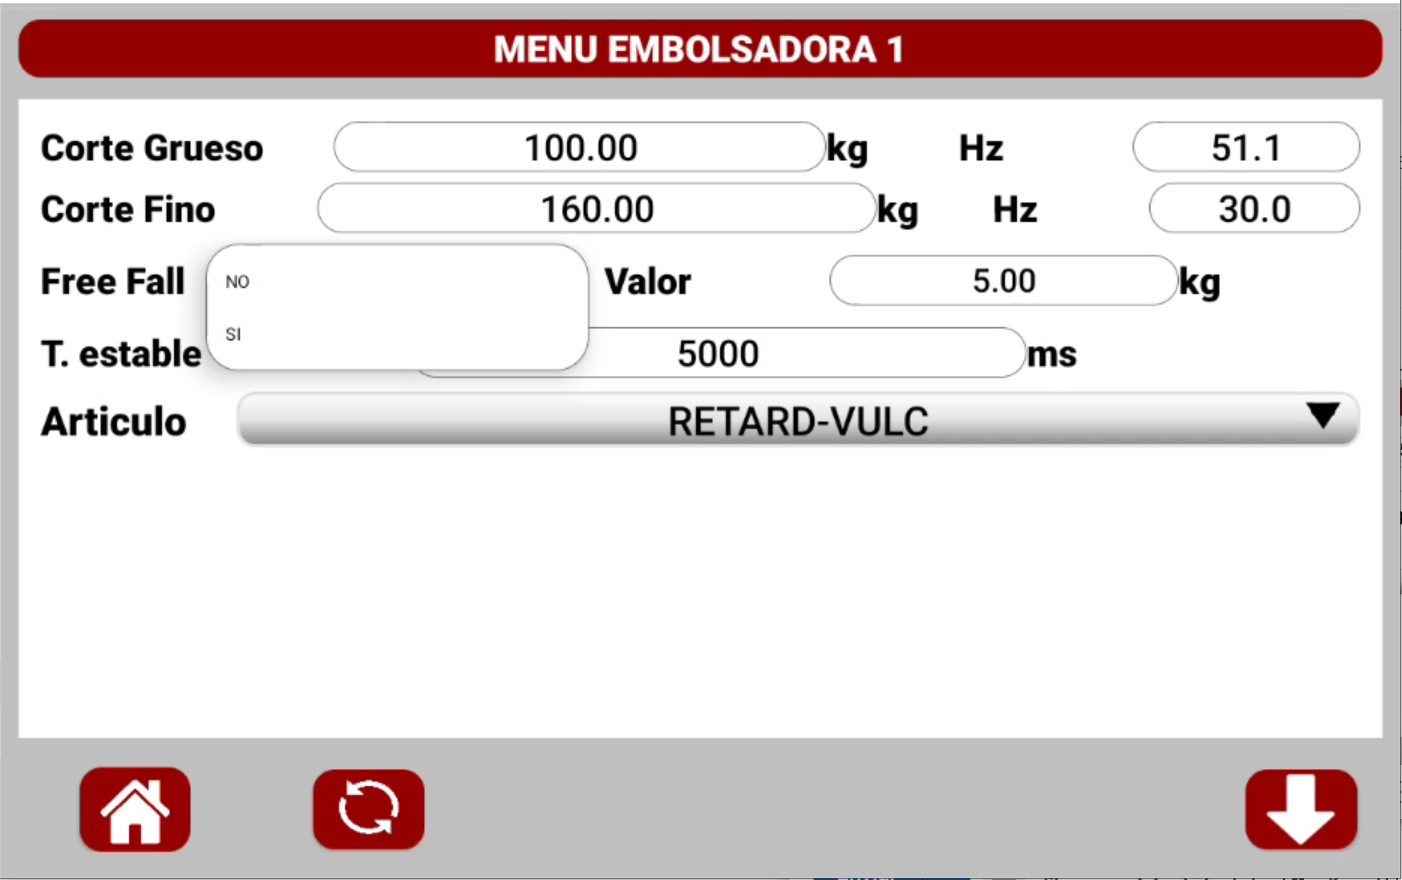 MENU EMBOLSADORA 1
Corte Grueso 100.00 kg Hz 51.1
Corte Fino 160.00 kg Hz 30.0
Free Fall NO Valor 5.00 kg
SI
T. estable 5000 ms
Articulo RETARD-VULC